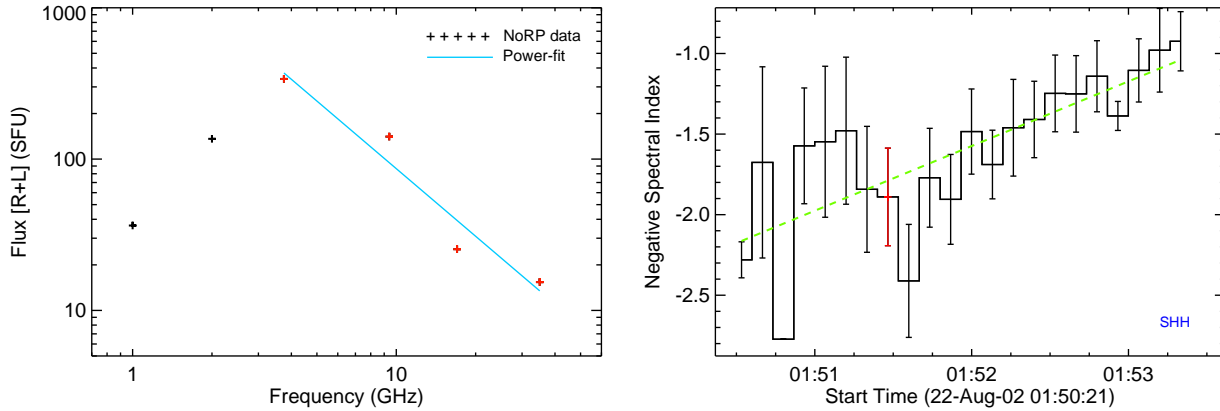 1000
100
10
Flux [R+L] (SFU)
+ + + + + NoRP data
Power-fit
1
10
Frequency (GHz)
-1.0
-1.5
-2.0
-2.5
Negative Spectral Index
SHH
01:51
01:52
01:53
Start Time (22-Aug-02 01:50:21)